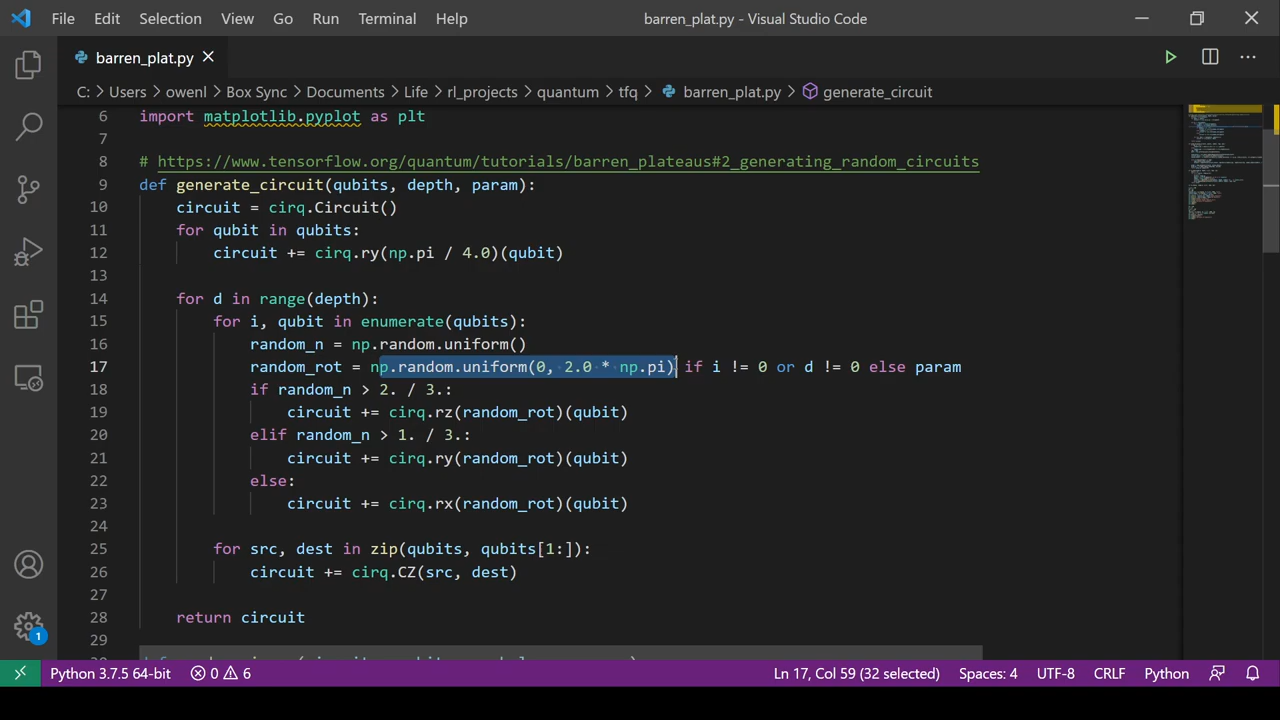 File Edit Selection View Go Run Terminal Help barren_plat.py - Visual Studio Code
barren_plat.py
C: > Users > owenl > Box Sync > Documents > Life > rl_projects > quantum > tfq > barren_plat.py > generate_circuit
6 import matplotlib.pyplot as plt
7
8 # https://www.tensorflow.org/quantum/tutorials/barren_plateaus#2_generating_random_circuits
9 def generate_circuit(qubits, depth, param):
10 circuit = cirq.Circuit()
11 for qubit in qubits:
12 circuit += cirq.ry(np.pi / 4.0)(qubit)
13
14 for d in range(depth):
15 for i, qubit in enumerate(qubits):
16 random_n = np.random.uniform()
17 random_rot = np.random.uniform(0, 2.0 * np.pi) if i != 0 or d != 0 else param
18 if random_n > 2. / 3.:
19 circuit += cirq.rz(random_rot)(qubit)
20 elif random_n > 1. / 3.:
21 circuit += cirq.ry(random_rot)(qubit)
22 else:
23 circuit += cirq.rx(random_rot)(qubit)
24
25 for src, dest in zip(qubits, qubits[1:]):
26 circuit += cirq.CZ(src, dest)
27
28 return circuit
29
1
Python 3.7.5 64-bit 0 6 Ln 17, Col 59 (32 selected) Spaces: 4 UTF-8 CRLF Python